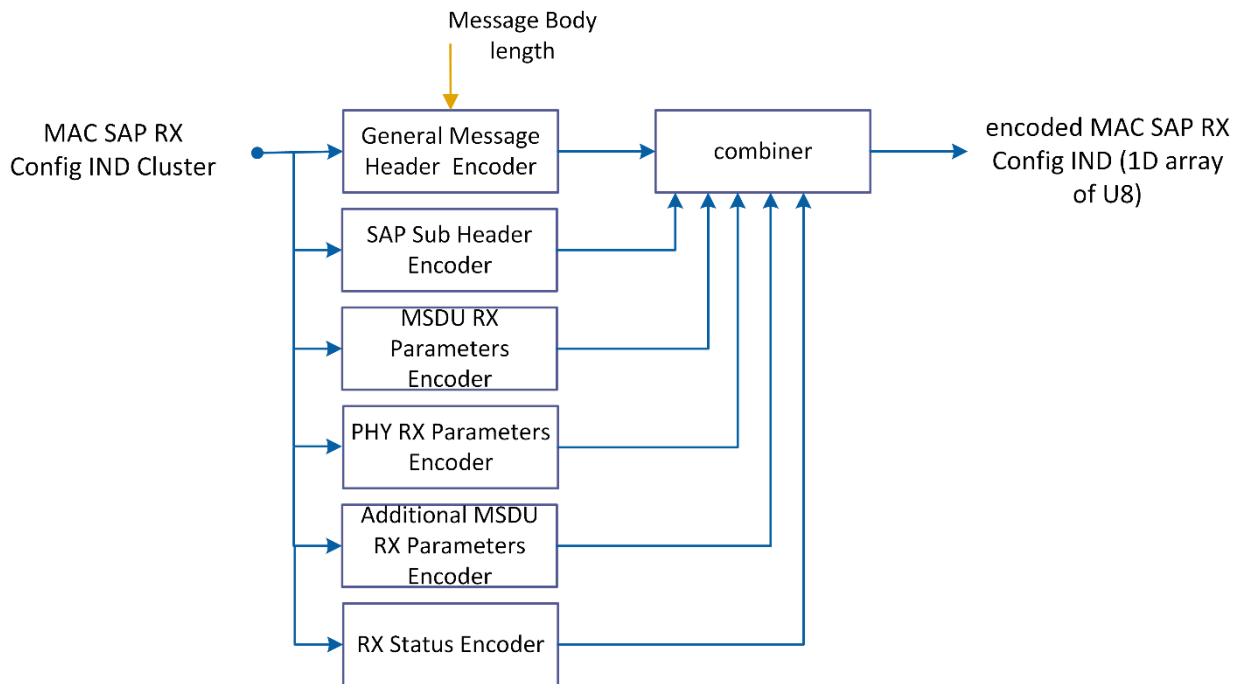 Message Body
length
MAC SAP RX
Config IND Cluster
General Message
Header Encoder
combiner
encoded MAC SAP RX
Config IND (1D array
of U8)
SAP Sub Header
Encoder
MSDU RX
Parameters
Encoder
PHY RX Parameters
Encoder
Additional MSDU
RX Parameters
Encoder
RX Status Encoder